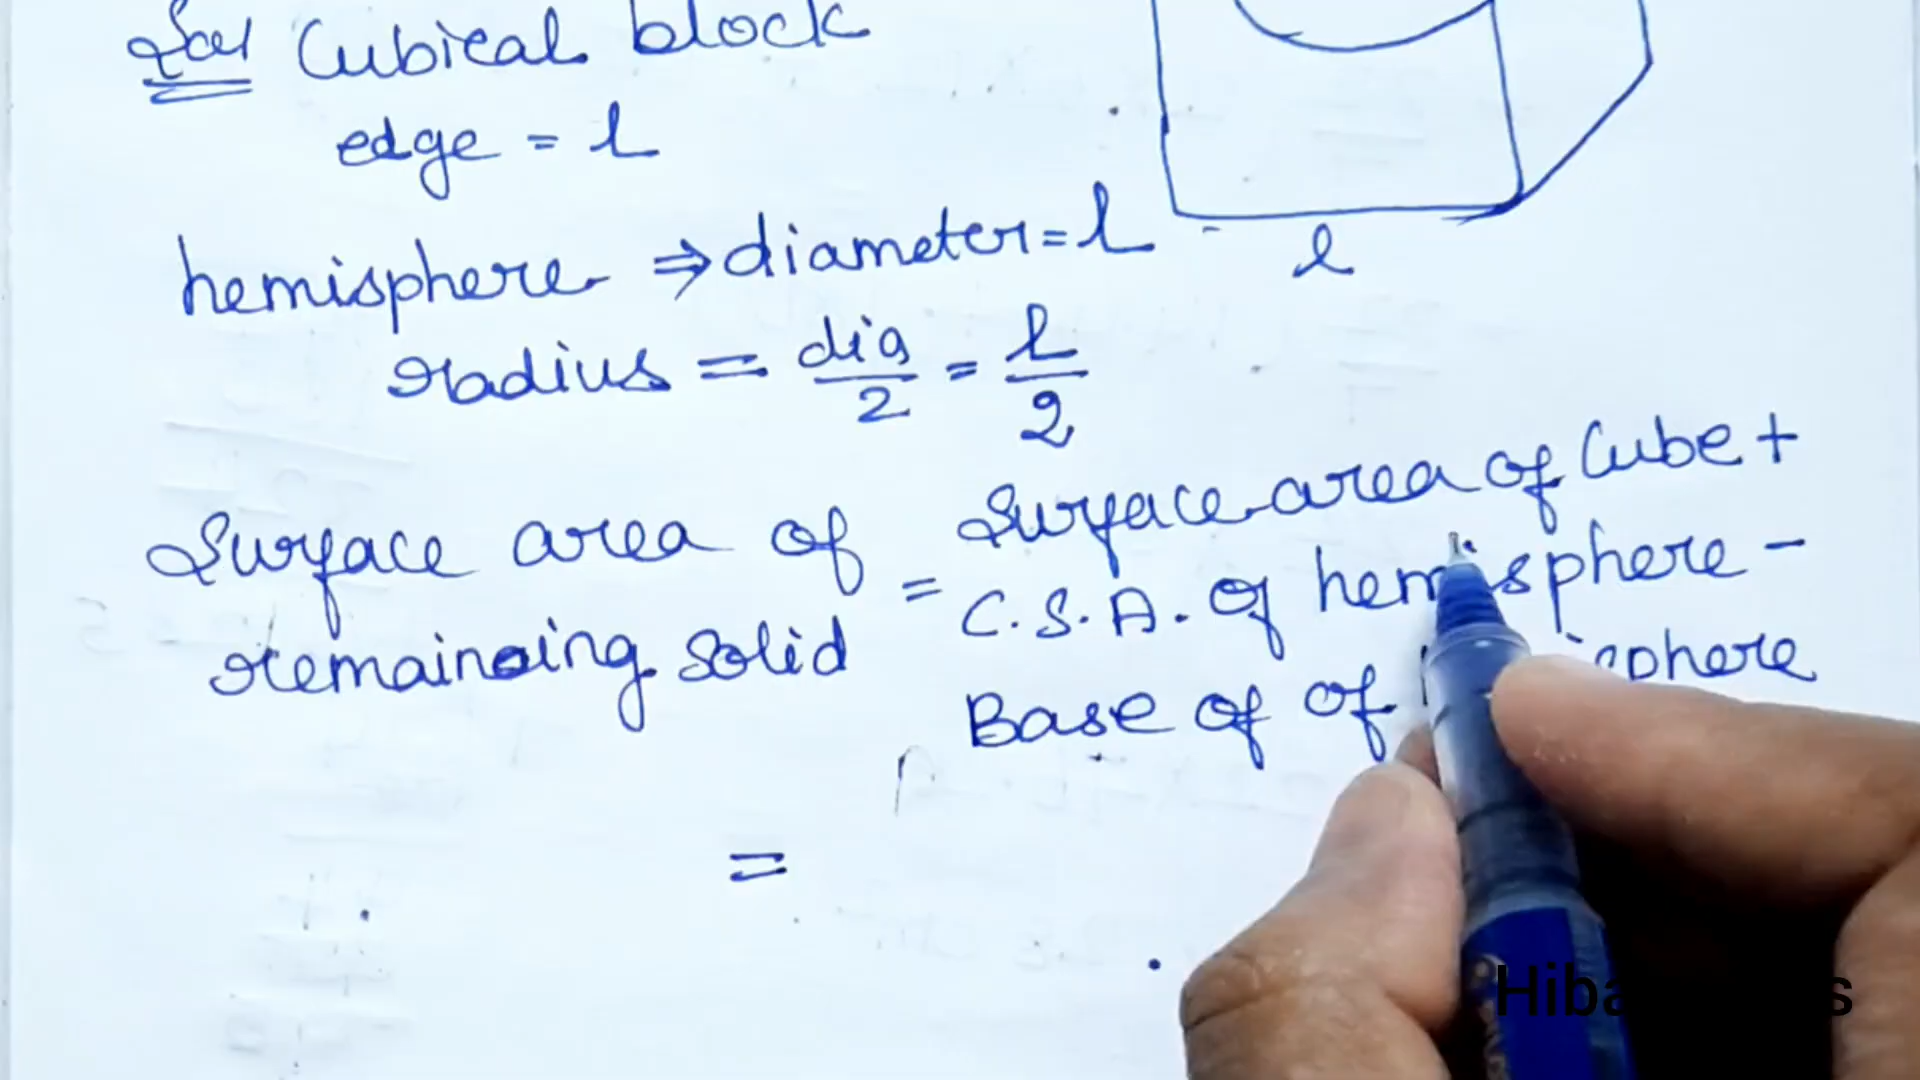 Sol Cubical block
edge = l
hemisphere ⇒ diameter = l
l
radius = dia/2 = l/2
Surface area of remaining solid = Surface area of Cube +
C.S.A. of hemisphere -
Base of of